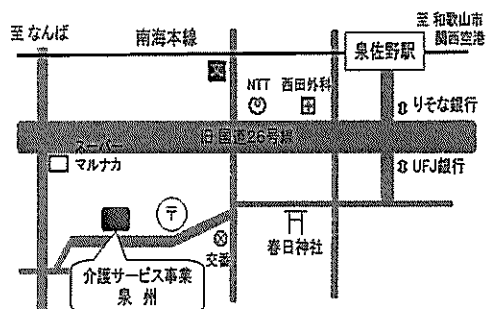 至 なんば
南海本線
至 和歌山市
関西空港
泉佐野駅
NTT
西田外科
りそな銀行
旧国道26号線
スーパー
マルナカ
UFJ銀行
〒
交番
春日神社
介護サービス事業
泉 州